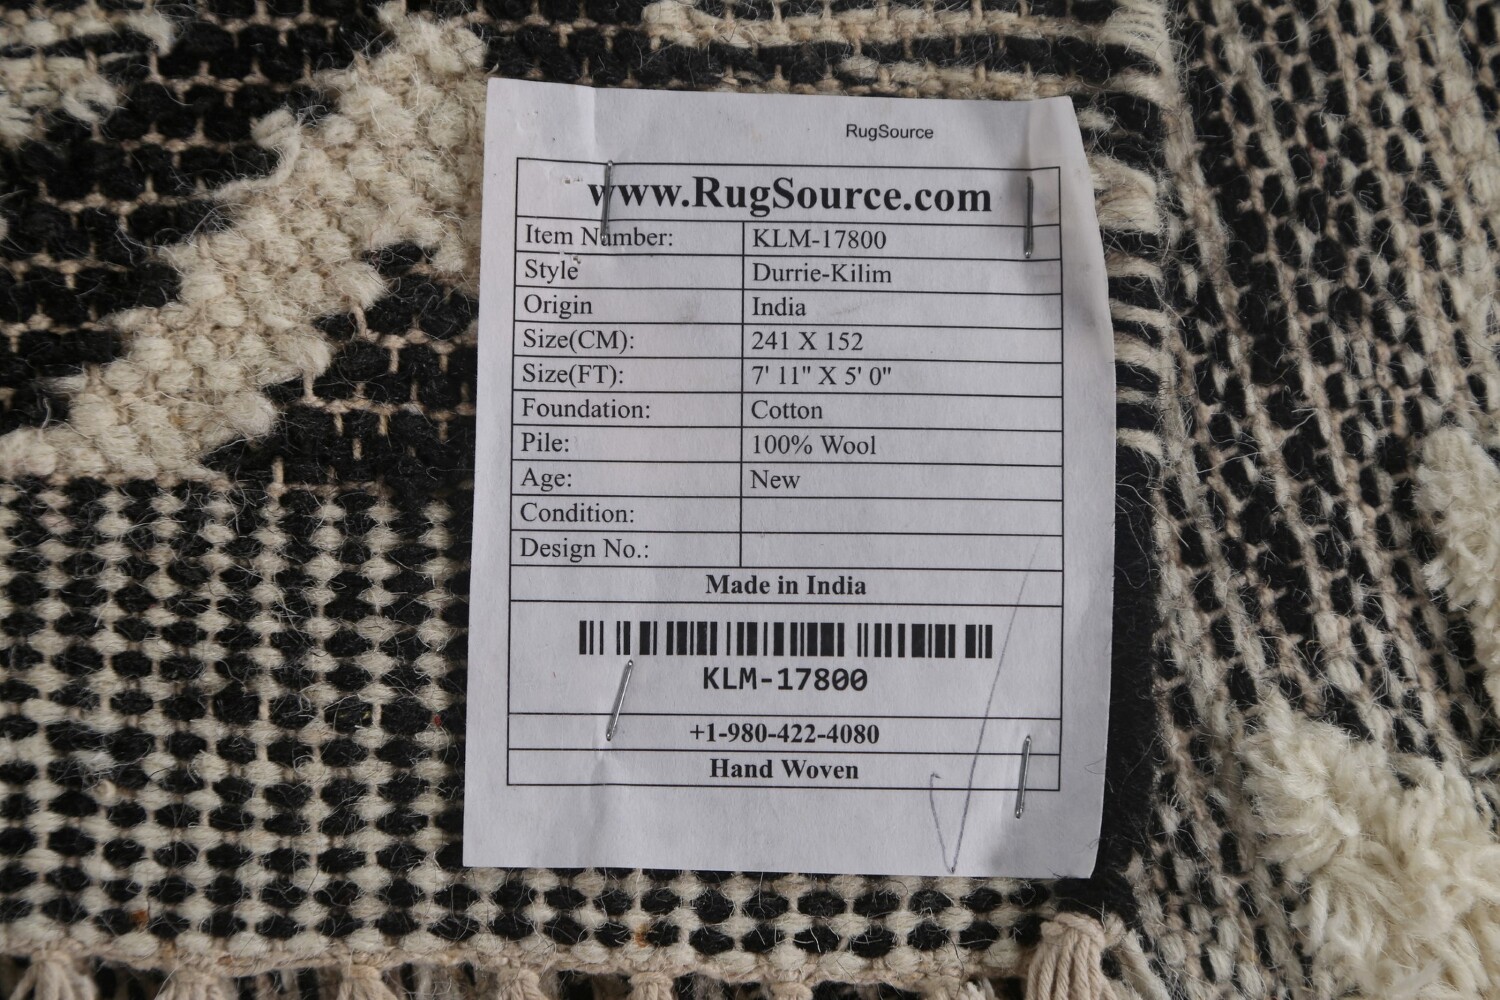 RugSource
www.RugSource.com
Item Number: KLM-17800
Style Durrie-Kilim
Origin India
Size(CM): 241 X 152
Size(FT): 7' 11" X 5' 0"
Foundation: Cotton
Pile: 100% Wool
Age: New
Condition:
Design No.:
Made in India
KLM-17800
+1-980-422-4080
Hand Woven